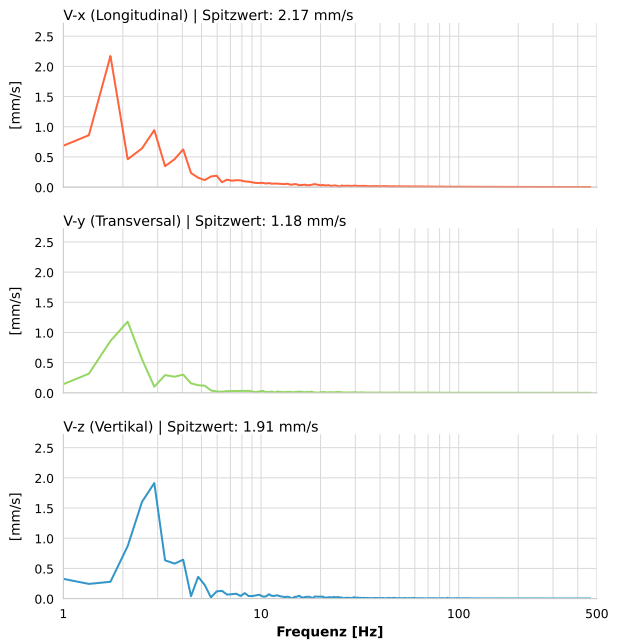 V-x (Longitudinal) | Spitzwert: 2.17 mm/s
2.5
2.0
[mm/s]
1.5
1.0
0.5
0.0
V-y (Transversal) | Spitzwert: 1.18 mm/s
2.5
2.0
[mm/s]
1.5
1.0
0.5
0.0
V-z (Vertikal) | Spitzwert: 1.91 mm/s
2.5
2.0
[mm/s]
1.5
1.0
0.5
0.0
1 10 100 500
Frequenz [Hz]